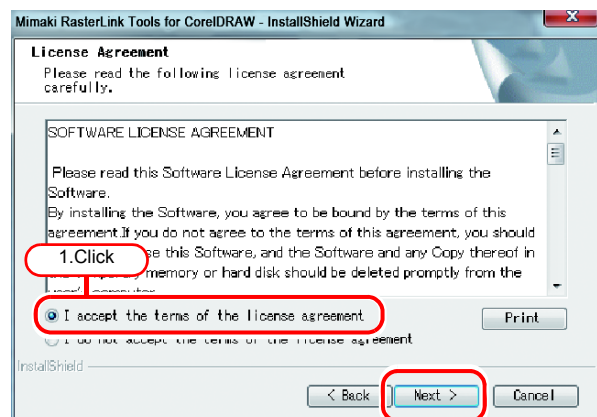 Mimaki RasterLink Tools for CorelDRAW - InstallShield Wizard
License Agreement
Please read the following license agreement
carefully.
SOFTWARE LICENSE AGREEMENT
Please read this Software License Agreement before installing the
Software.
By installing the Software, you agree to be bound by the terms of this
agreement.If you do not agree to the terms of this agreement, you should
1.Click
this Software, and the Software and any Copy thereof in
memory or hard disk should be deleted promptly from the
I accept the terms of the license agreement
Print
I do not accept the terms of the license agreement
InstallShield
< Back
Next >
Cancel